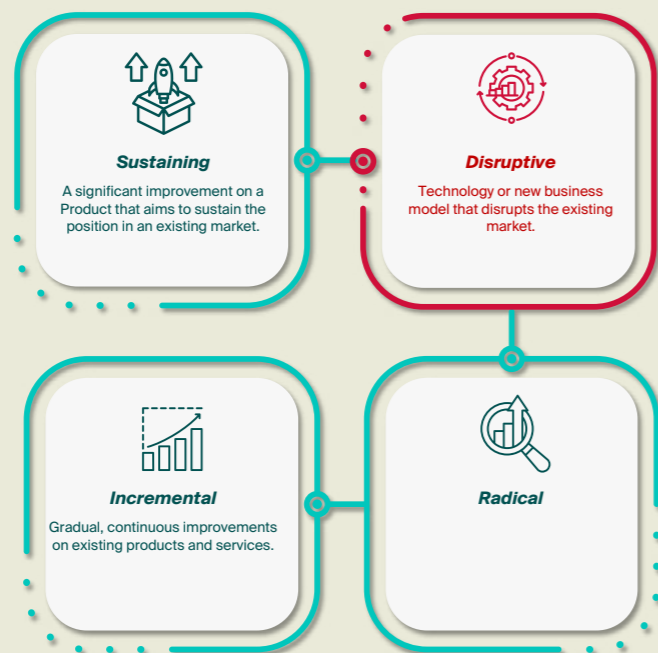 Sustaining
A significant improvement on a
Product that aims to sustain the
position in an existing market.
Disruptive
Technology or new business
model that disrupts the existing
market.
Incremental
Gradual, continuous improvements
on existing products and services.
Radical